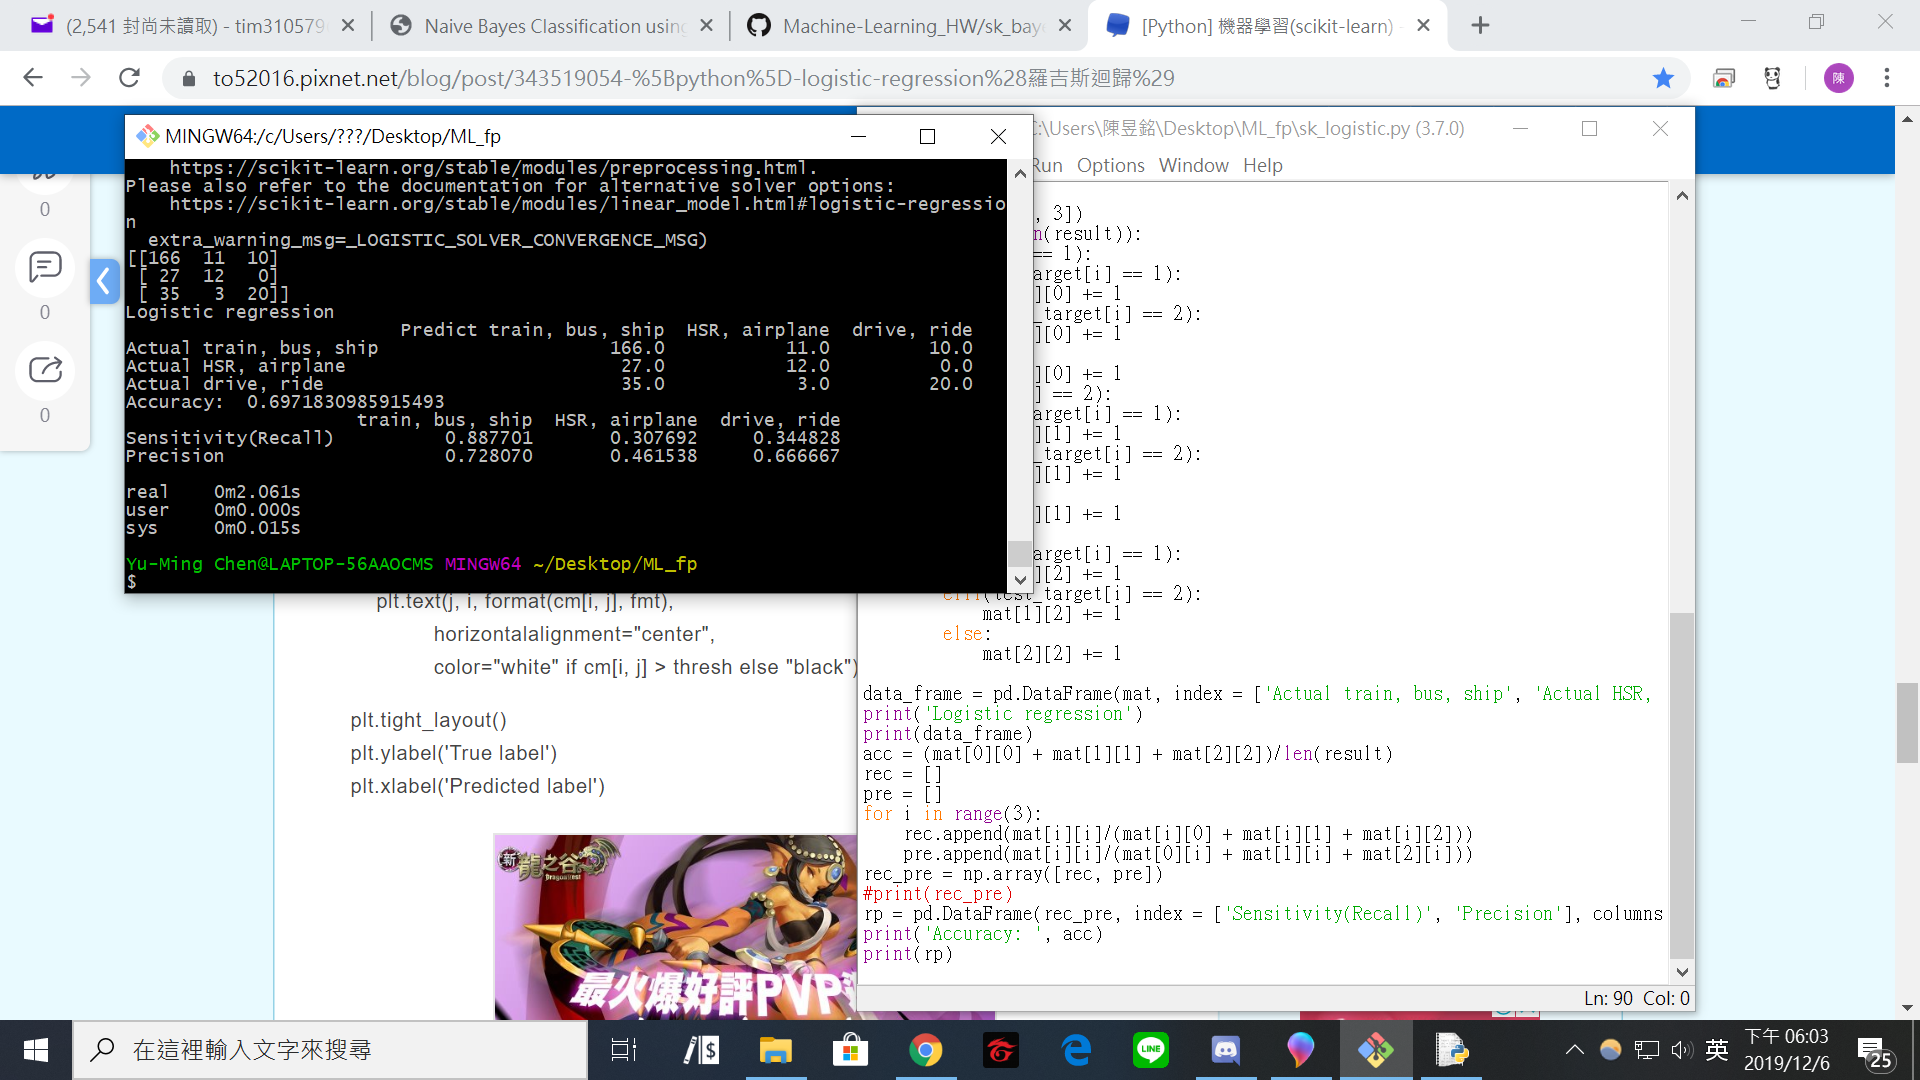 (2,541 封尚未讀取) - tim310579
Naive Bayes Classification using
Machine-Learning_HW/sk_baye
[Python] 機器學習(scikit-learn) -
to52016.pixnet.net/blog/post/343519054-%5Bpython%5D-logistic-regression%28羅吉斯迴歸%29
陳
0
0
0
MINGW64:/c/Users/???/Desktop/ML_fp
https://scikit-learn.org/stable/modules/preprocessing.html.
Please also refer to the documentation for alternative solver options:
https://scikit-learn.org/stable/modules/linear_model.html#logistic-regressio
n
extra_warning_msg=_LOGISTIC_SOLVER_CONVERGENCE_MSG)
[[166  11  10]
[ 27  12   0]
[ 35   3  20]]
Logistic regression
Predict train, bus, ship  HSR, airplane  drive, ride
Actual train, bus, ship 166.0 11.0 10.0
Actual HSR, airplane 27.0 12.0 0.0
Actual drive, ride 35.0 3.0 20.0
Accuracy:  0.6971830985915493
train, bus, ship  HSR, airplane  drive, ride
Sensitivity(Recall) 0.887701 0.307692 0.344828
Precision 0.728070 0.461538 0.666667
real 0m2.061s
user 0m0.000s
sys 0m0.015s
Yu-Ming Chen@LAPTOP-56AAOCMS MINGW64 ~/Desktop/ML_fp
$
plt.text(j, i, format(cm[i, j], fmt),
horizontalalignment="center",
color="white" if cm[i, j] > thresh else "black")
plt.tight_layout()
plt.ylabel('True label')
plt.xlabel('Predicted label')
新龍之谷
最火爆好評PVP
:\Users\陳昱銘\Desktop\ML_fp\sk_logistic.py (3.7.0)
Run Options Window Help
, 3])
n(result)):
== 1):
arget[i] == 1):
][0] += 1
_target[i] == 2):
][0] += 1
][0] += 1
] == 2):
arget[i] == 1):
][1] += 1
_target[i] == 2):
][1] += 1
][1] += 1
arget[i] == 1):
][2] += 1
elif(test_target[i] == 2):
mat[1][2] += 1
else:
mat[2][2] += 1
data_frame = pd.DataFrame(mat, index = ['Actual train, bus, ship', 'Actual HSR,
print('Logistic regression')
print(data_frame)
acc = (mat[0][0] + mat[1][1] + mat[2][2])/len(result)
rec = []
pre = []
for i in range(3):
rec.append(mat[i][i]/(mat[i][0] + mat[i][1] + mat[i][2]))
pre.append(mat[i][i]/(mat[0][i] + mat[1][i] + mat[2][i]))
rec_pre = np.array([rec, pre])
#print(rec_pre)
rp = pd.DataFrame(rec_pre, index = ['Sensitivity(Recall)', 'Precision'], columns
print('Accuracy: ', acc)
print(rp)
Ln: 90 Col: 0
在這裡輸入文字來搜尋
LINE
英
下午 06:03
2019/12/6
25